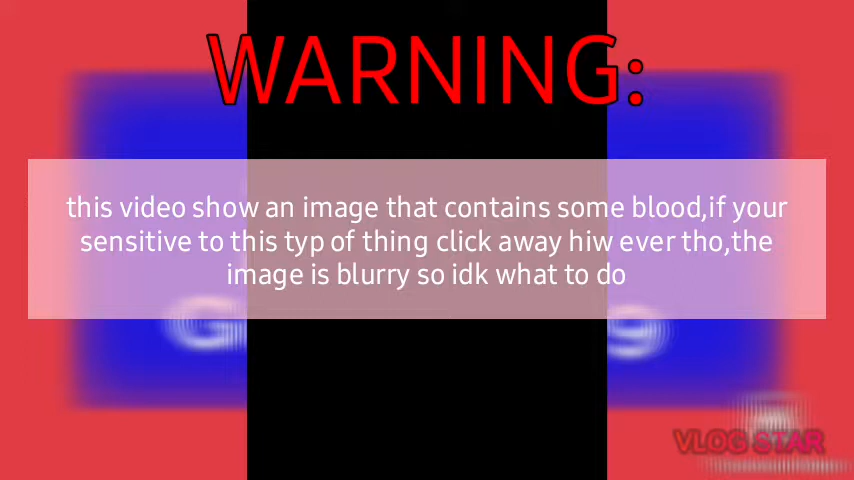 WARNING:
this video show an image that contains some blood,if your
sensitive to this typ of thing click away hiw ever tho,the
image is blurry so idk what to do
G
9
VLOG STAR